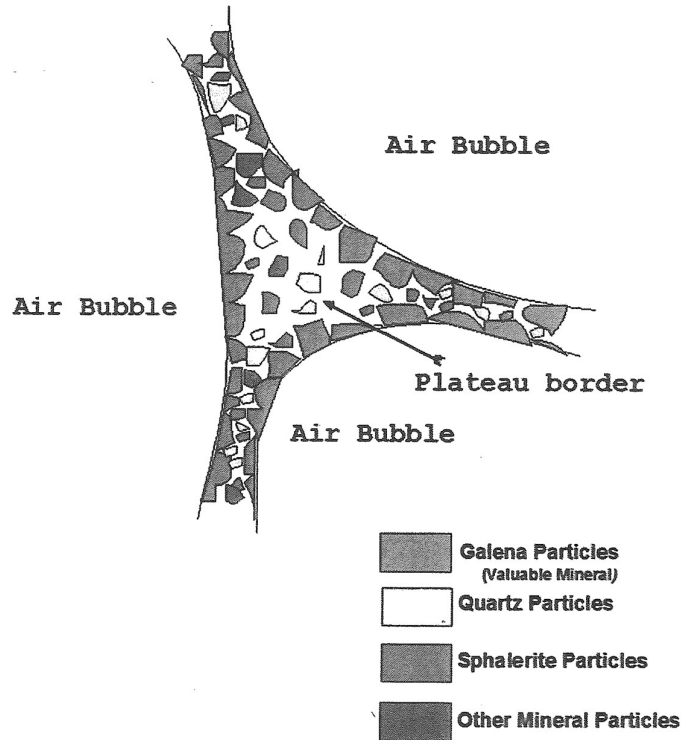 Air Bubble
Air Bubble
Plateau border
Air Bubble
Galena Particles
(Valuable Mineral)
Quartz Particles
Sphalerite Particles
Other Mineral Particles